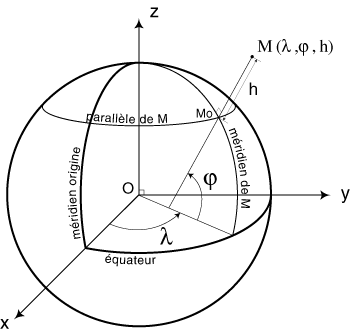 z
M (λ ,φ , h)
h
parallèle de M
Mo
méridien origine
méridien de M
O
φ
y
λ
équateur
x